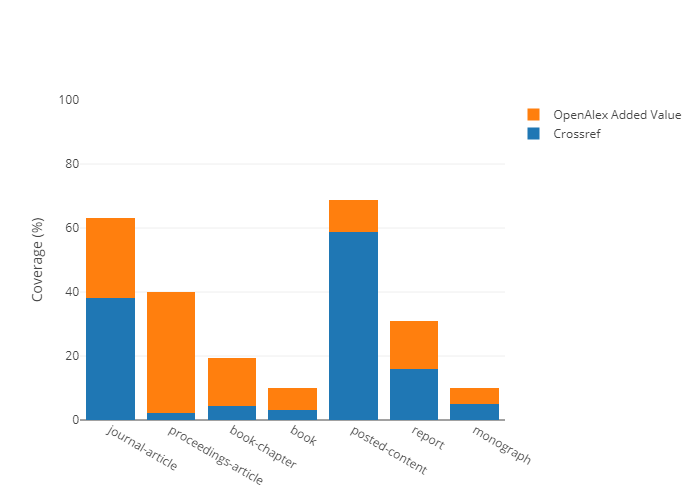 100
80
60
40
20
0
Coverage (%)
journal-article
proceedings-article
book-chapter
book
posted-content
report
monograph
OpenAlex Added Value
Crossref